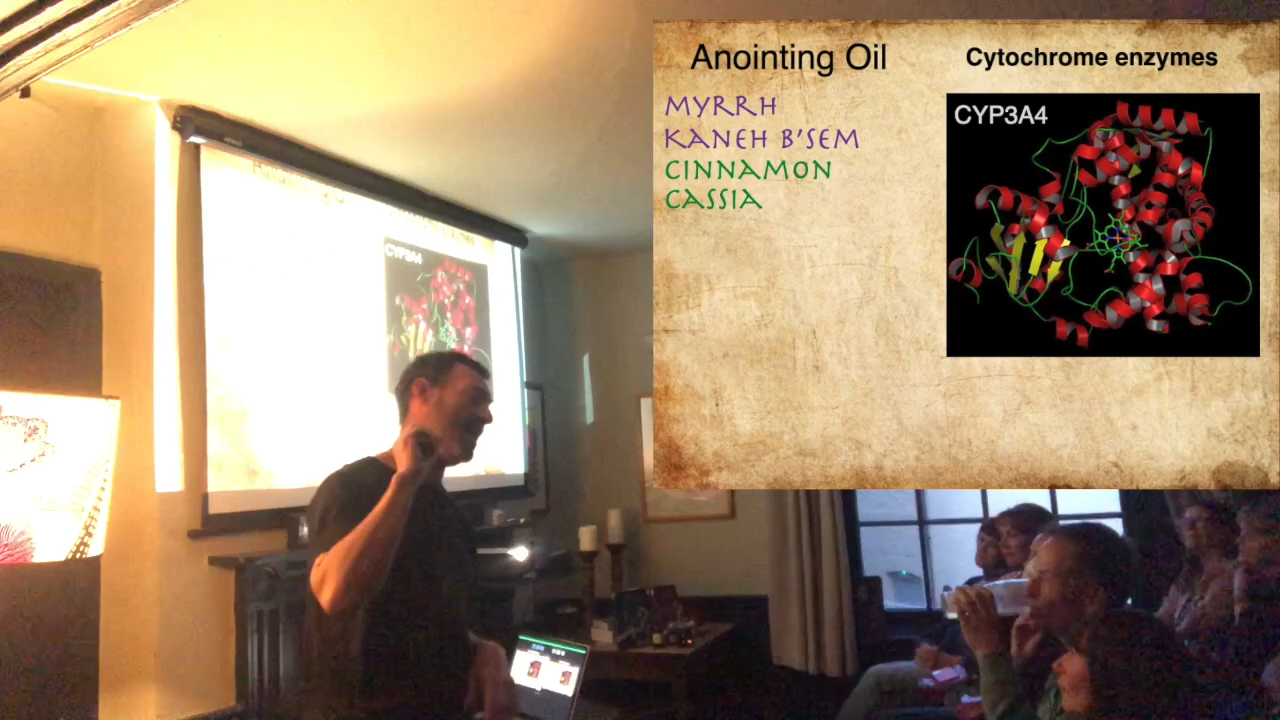 Anointing Oil
Cytochrome enzymes
MYRRH
KANEH B'SEM
CINNAMON
CASSIA
CYP3A4
CYP3A4